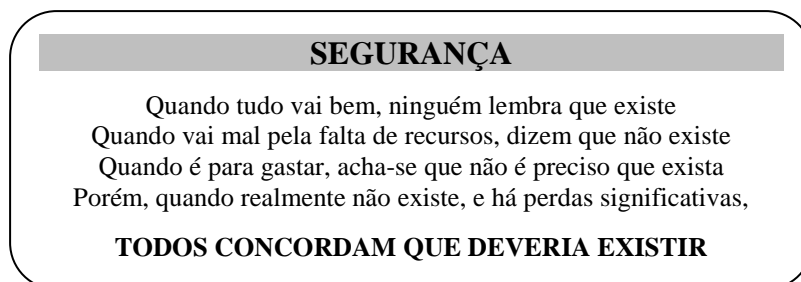 SEGURANÇA
Quando tudo vai bem, ninguém lembra que existe
Quando vai mal pela falta de recursos, dizem que não existe
Quando é para gastar, acha-se que não é preciso que exista
Porém, quando realmente não existe, e há perdas significativas,
TODOS CONCORDAM QUE DEVERIA EXISTIR